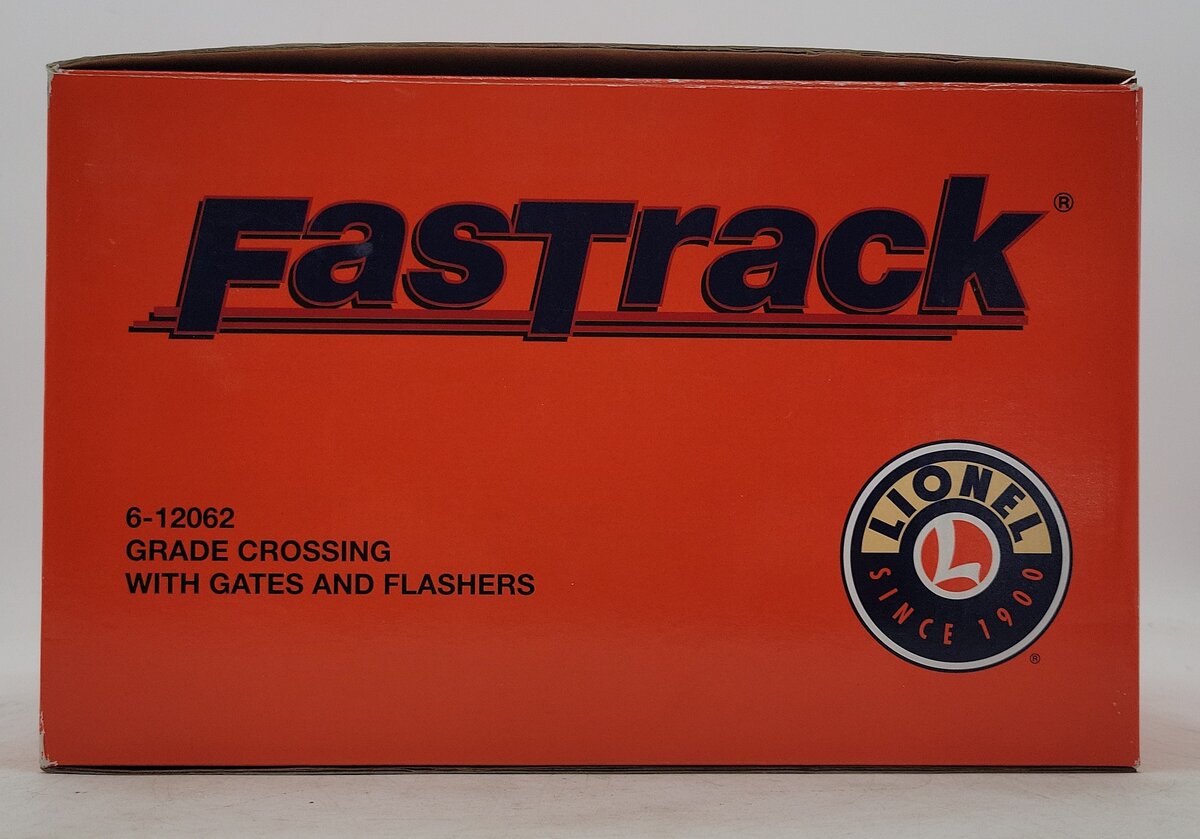 FasTrack®
6-12062
GRADE CROSSING
WITH GATES AND FLASHERS
LIONEL
L
SINCE 1900
®